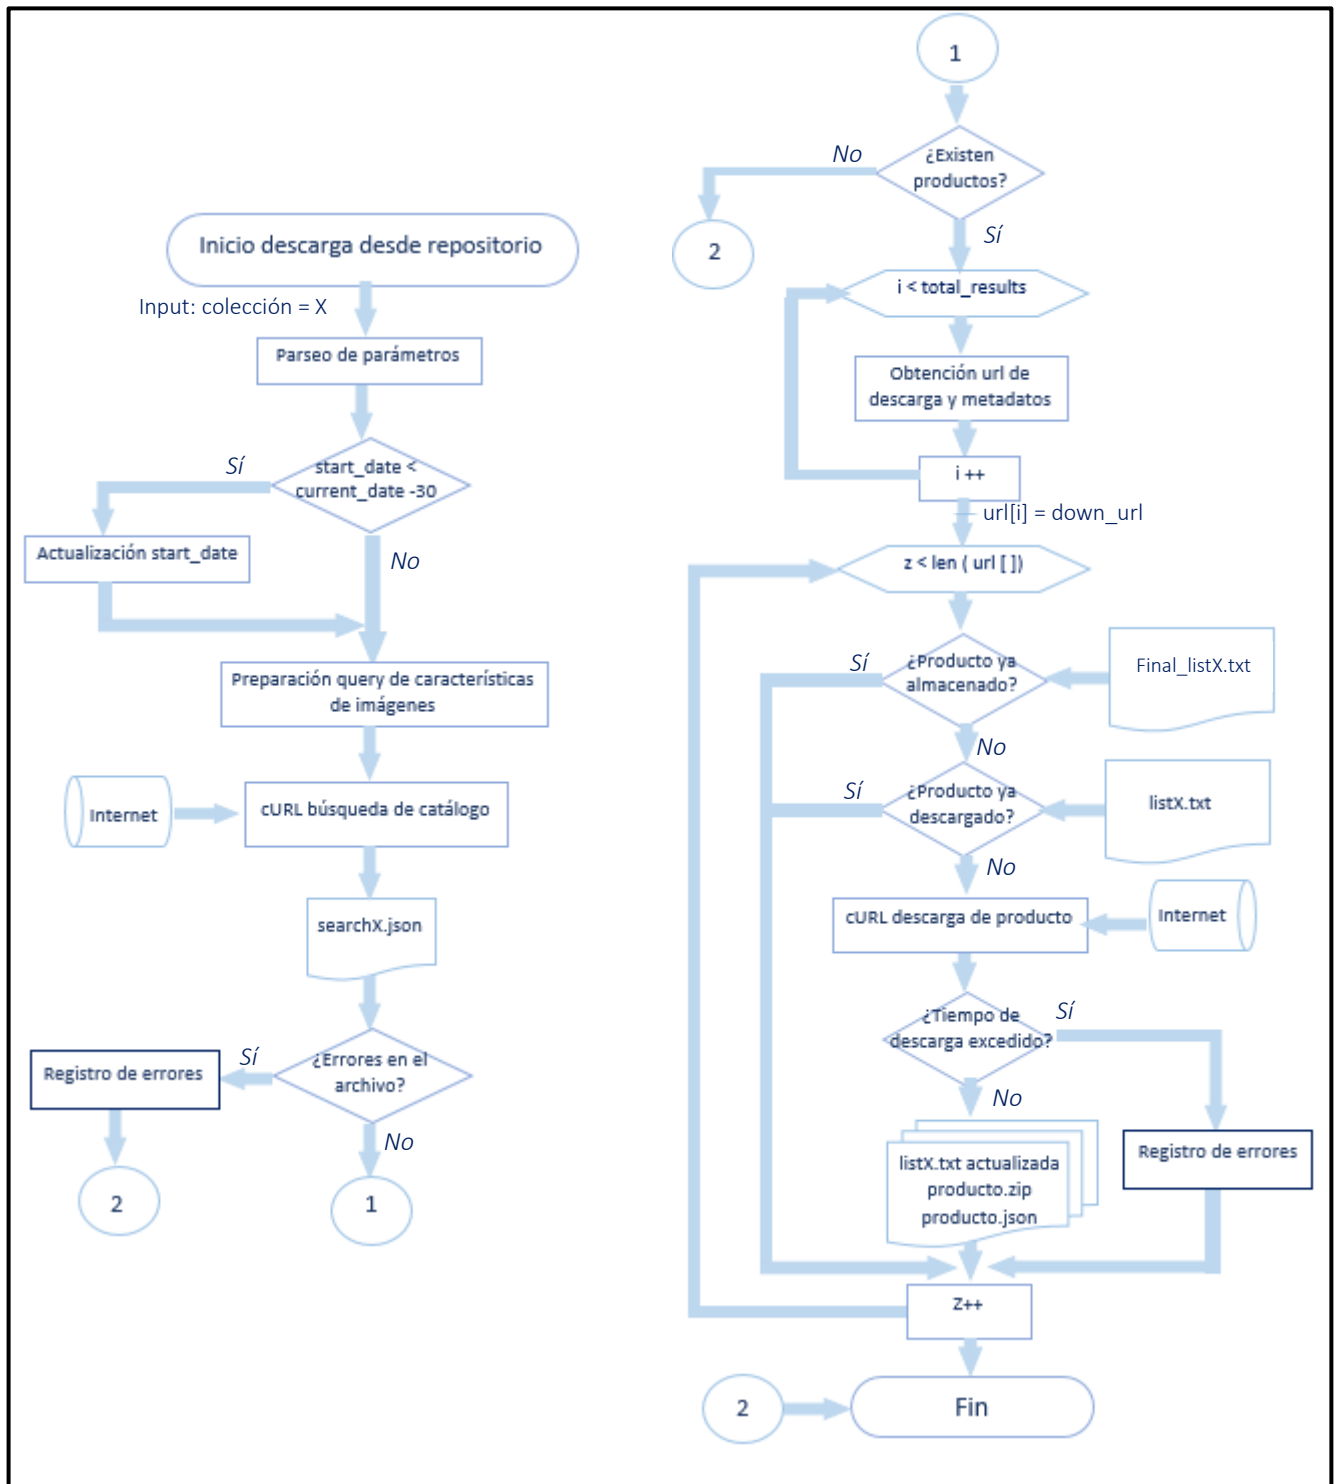 Inicio descarga desde repositorio
Input: colección = X
Parseo de parámetros
start_date <
current_date -30
Sí
No
Actualización start_date
Preparación query de características
de imágenes
Internet
cURL búsqueda de catálogo
searchX.json
¿Errores en el
archivo?
Sí
No
Registro de errores
2
1
1
¿Existen
productos?
No
Sí
2
i < total_results
Obtención url de
descarga y metadatos
i ++
url[i] = down_url
z < len ( url [ ])
¿Producto ya
almacenado?
Sí
No
Final_listX.txt
¿Producto ya
descargado?
Sí
No
listX.txt
cURL descarga de producto
Internet
¿Tiempo de
descarga excedido?
Sí
No
listX.txt actualizada
producto.zip
producto.json
Registro de errores
Z++
2
Fin